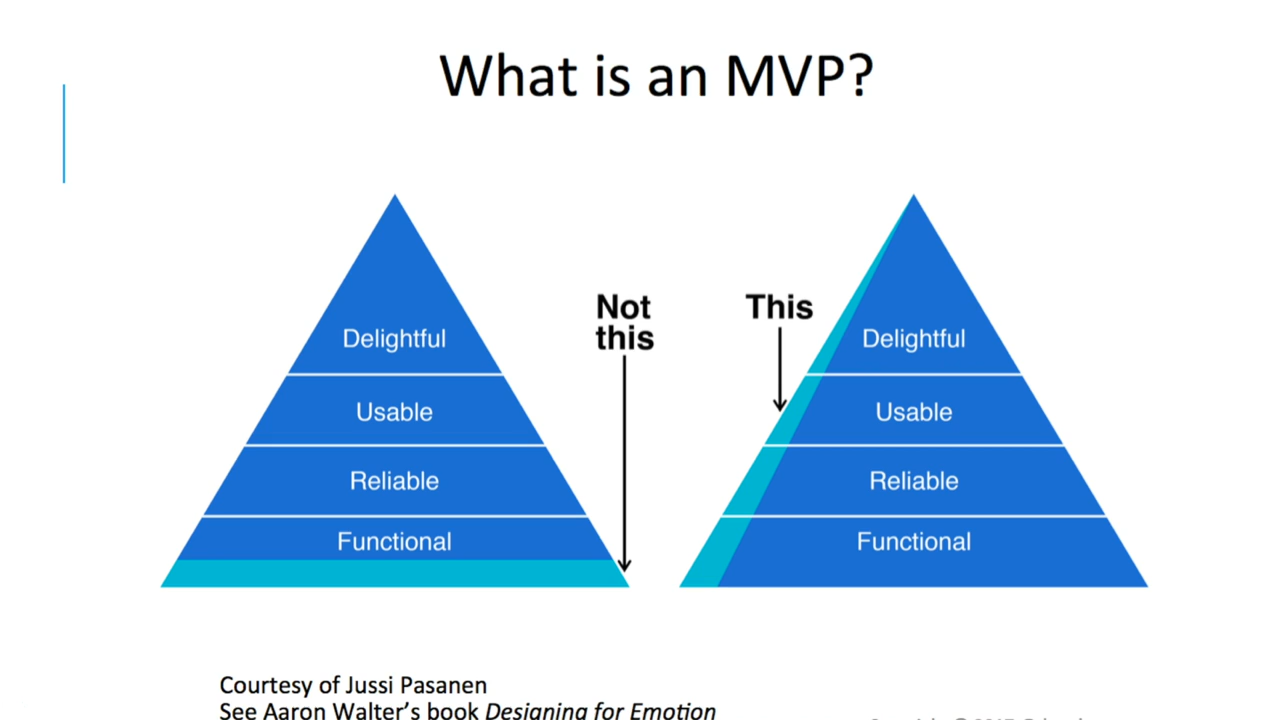 What is an MVP?
Not
this
This
Delightful
Usable
Reliable
Functional
Delightful
Usable
Reliable
Functional
Courtesy of Jussi Pasanen
See Aaron Walter's book Designing for Emotion